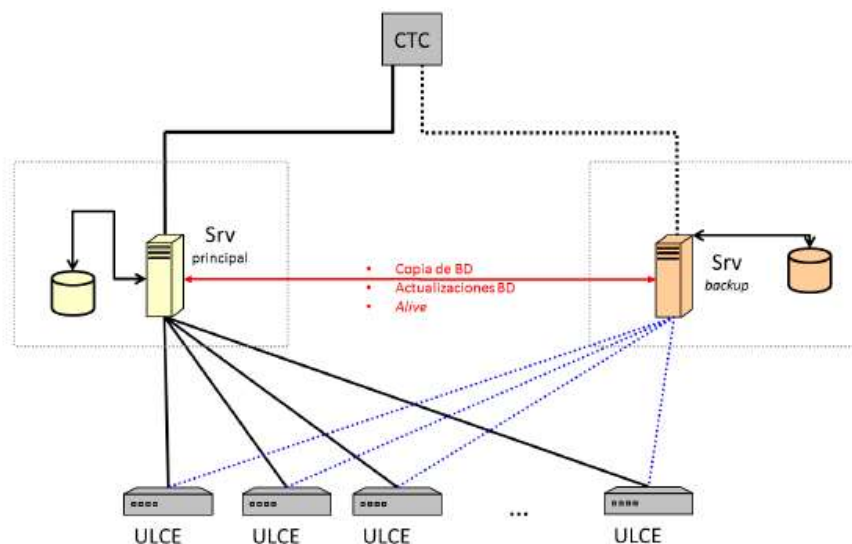 CTC
Srv
principal
• Copia de BD
• Actualizaciones BD
• Alive
Srv
backup
ULCE
ULCE
ULCE
...
ULCE